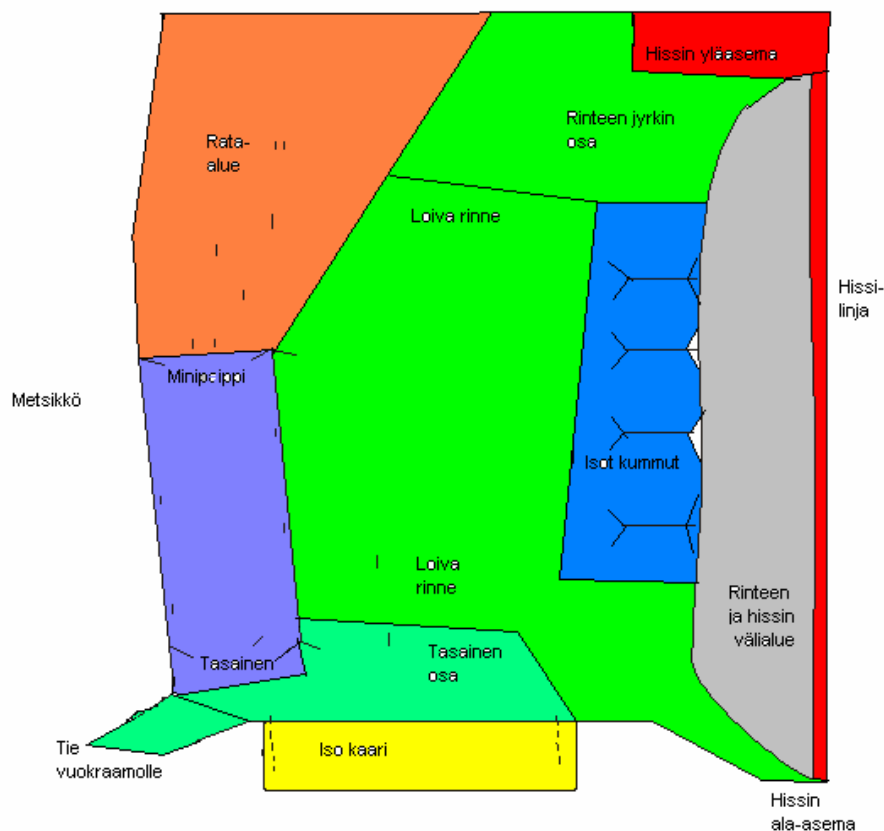 Hissin yläasema
Rinteen jyrkin
osa
Rata-
alue
Loiva rinne
Hissi-
linja
Minipaippi
Metsikkö
Isot kummut
Loiva
rinne
Rinteen
ja hissin
välialue
Tasainen
Tasainen
osa
Tie
vuokraamolle
Iso kaari
Hissin
ala-asema